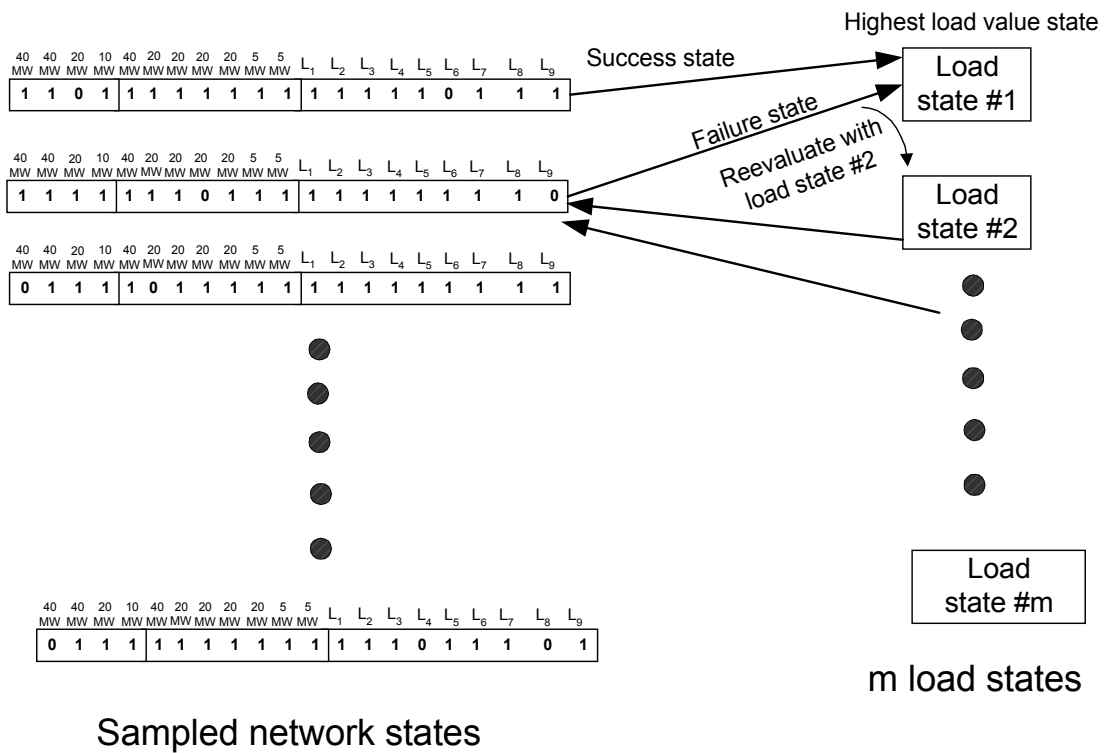 Highest load value state
40 40 20 10 40 20 20 20 20 5 5
MW MW MW MW MW MW MW MW MW MW MW L1 L2 L3 L4 L5 L6 L7 L8 L9
1 1 0 1 1 1 1 1 1 1 1 1 1 1 1 1 0 1 1 1
Success state
Load
state #1
Failure state
Reevaluate with
load state #2
40 40 20 10 40 20 20 20 20 5 5
MW MW MW MW MW MW MW MW MW MW MW L1 L2 L3 L4 L5 L6 L7 L8 L9
1 1 1 1 1 1 1 0 1 1 1 1 1 1 1 1 1 1 1 0
Load
state #2
40 40 20 10 40 20 20 20 20 5 5
MW MW MW MW MW MW MW MW MW MW MW L1 L2 L3 L4 L5 L6 L7 L8 L9
0 1 1 1 1 0 1 1 1 1 1 1 1 1 1 1 1 1 1 1
Load
state #m
40 40 20 10 40 20 20 20 20 5 5
MW MW MW MW MW MW MW MW MW MW MW L1 L2 L3 L4 L5 L6 L7 L8 L9
0 1 1 1 1 1 1 1 1 1 1 1 1 1 0 1 1 1 0 1
m load states
Sampled network states